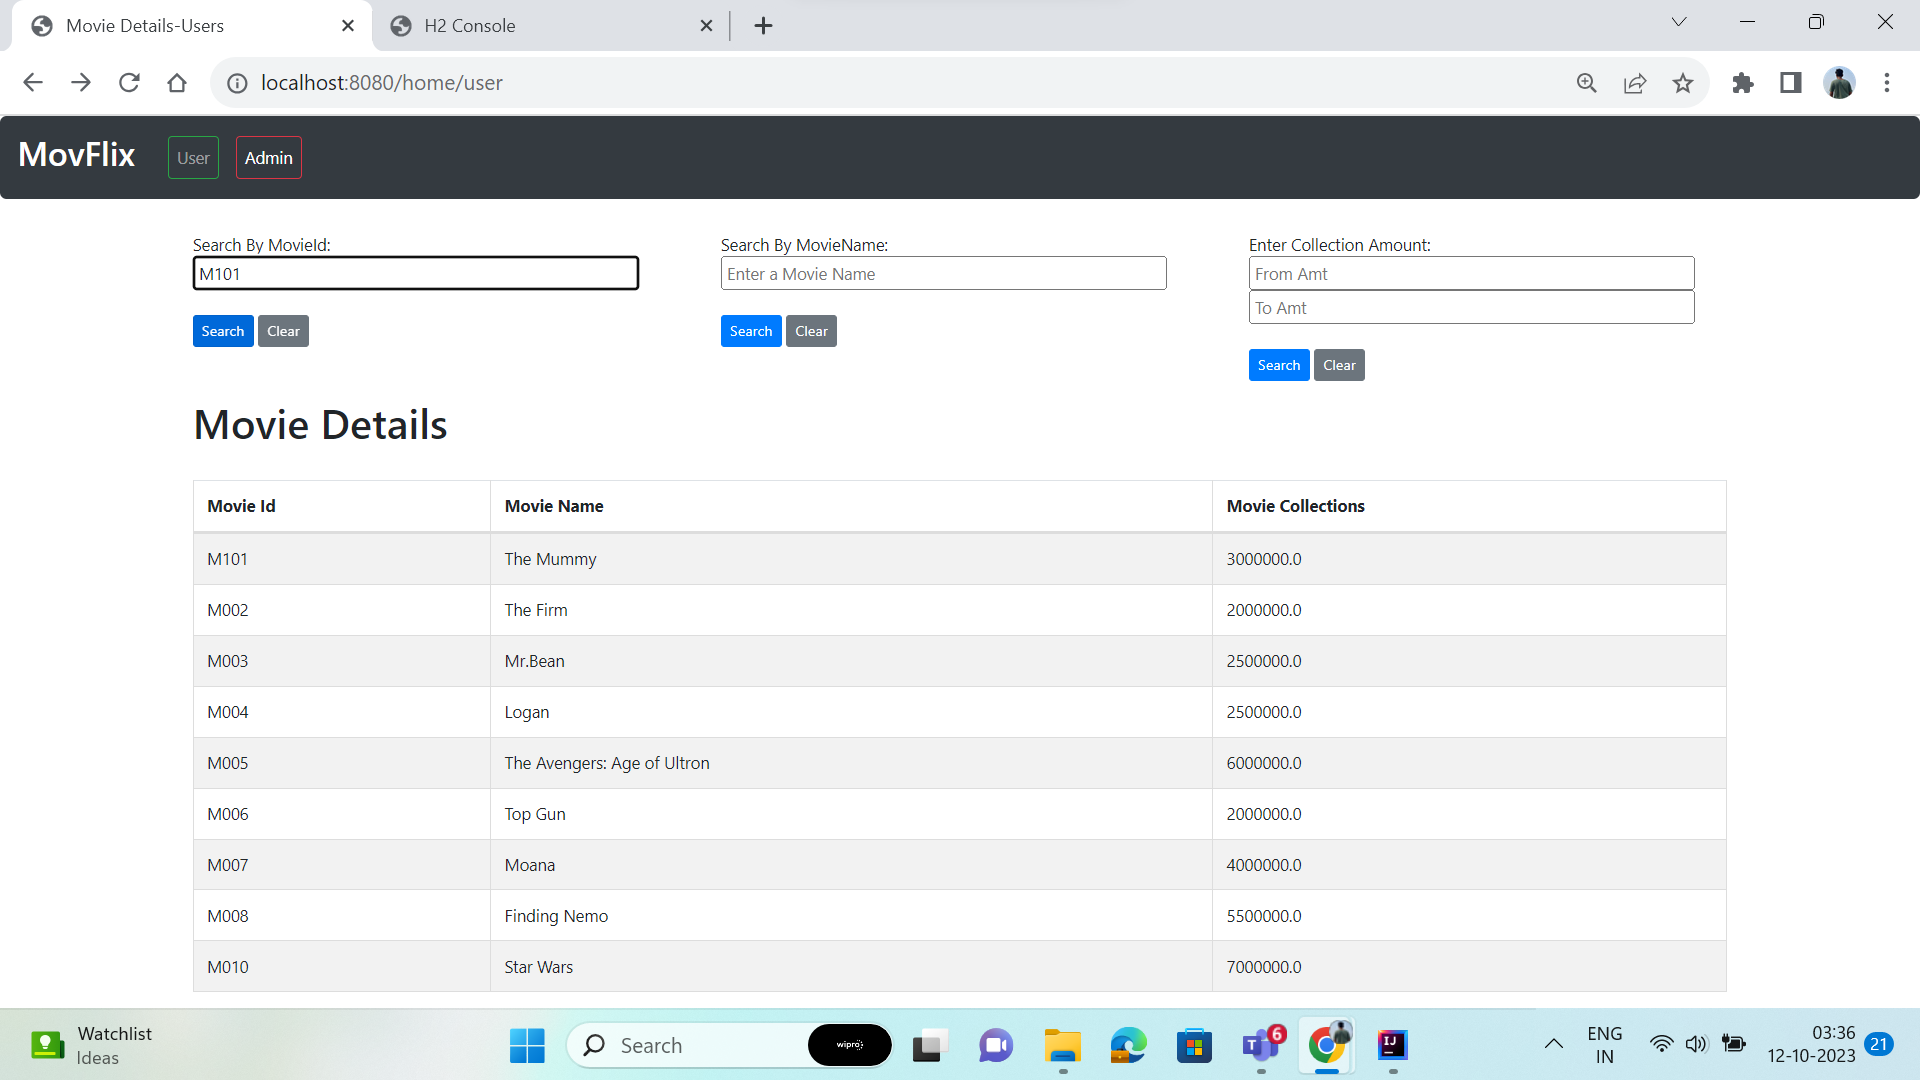 Movie Details-Users
H2 Console
localhost:8080/home/user
MovFlix
User
Admin
Search By MovieId:
M101
Search
Clear
Search By MovieName:
Enter a Movie Name
Search
Clear
Enter Collection Amount:
From Amt
To Amt
Search
Clear
Movie Details
Movie Id Movie Name Movie Collections
M101 The Mummy 3000000.0
M002 The Firm 2000000.0
M003 Mr.Bean 2500000.0
M004 Logan 2500000.0
M005 The Avengers: Age of Ultron 6000000.0
M006 Top Gun 2000000.0
M007 Moana 4000000.0
M008 Finding Nemo 5500000.0
M010 Star Wars 7000000.0
Watchlist
Ideas
Search
wipro
T
6
IJ
ENG
IN
03:36
12-10-2023
21